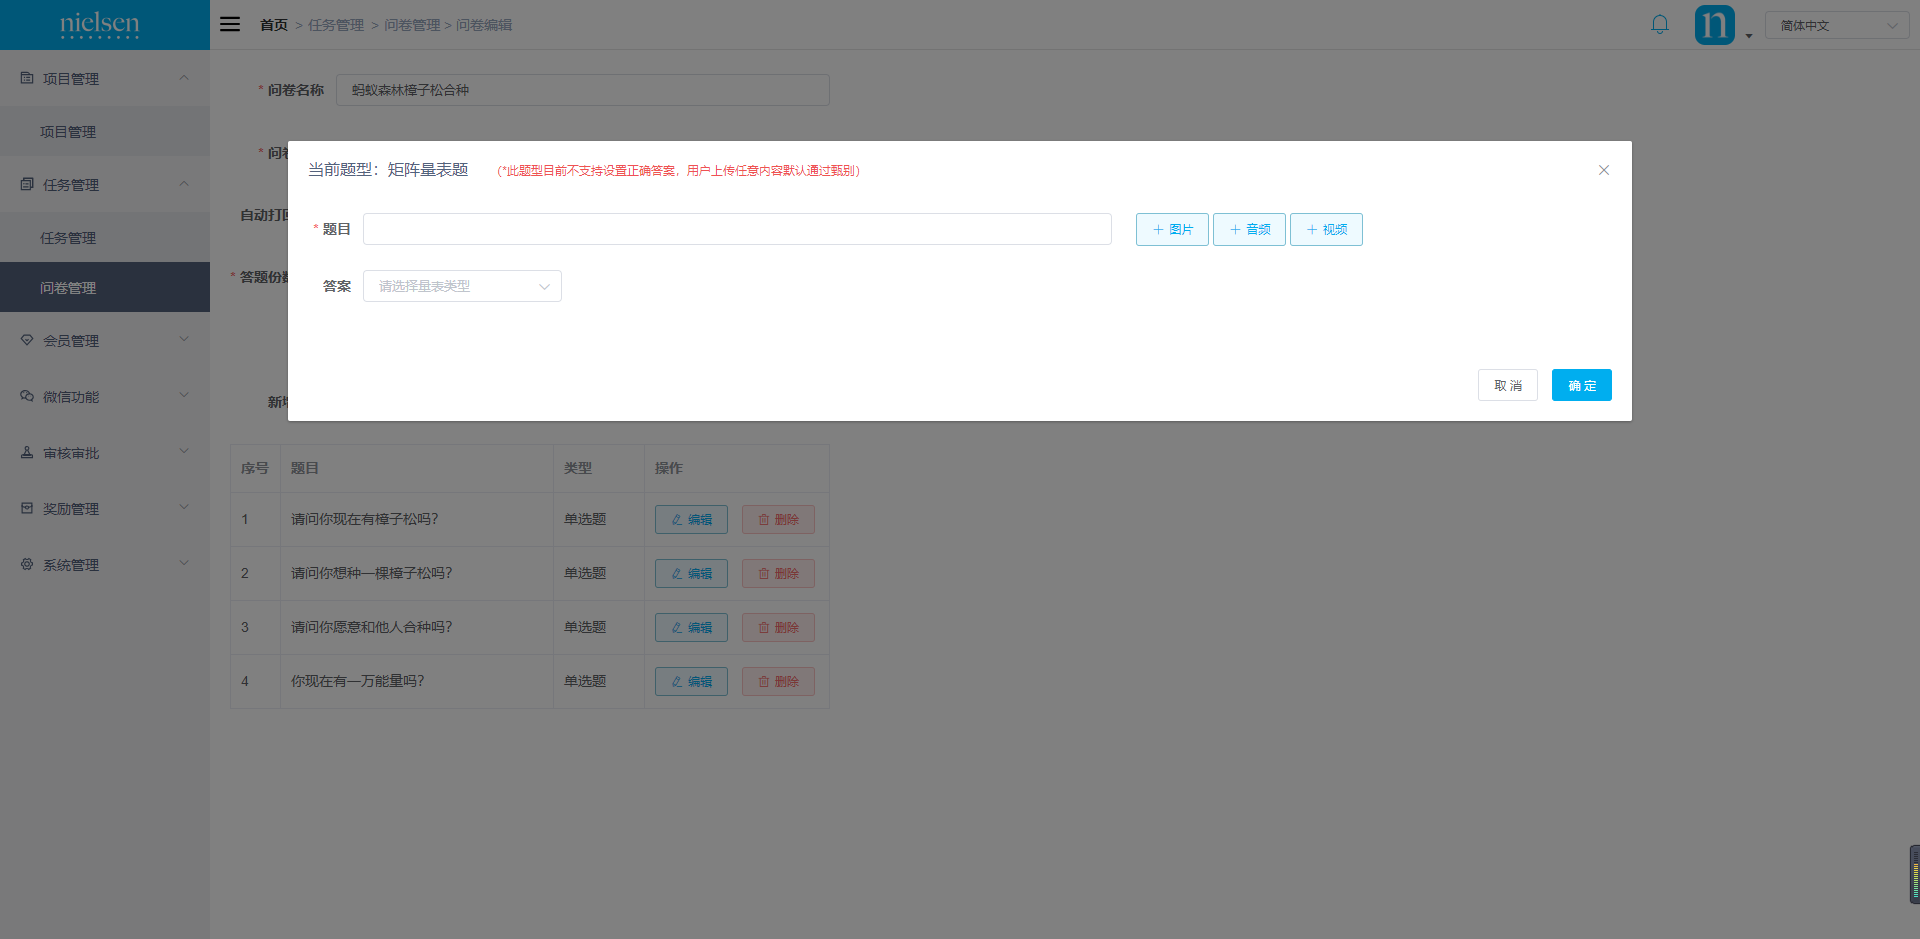 nielsen
首页 > 任务管理 > 问卷管理 > 问卷编辑
n
简体中文
项目管理
项目管理
任务管理
任务管理
问卷管理
会员管理
微信功能
审核审批
奖励管理
系统管理
* 问卷名称
蚂蚁森林樟子松合种
* 问卷
自动打回
* 答题份数
新增
当前题型：矩阵量表题 (*此题型目前不支持设置正确答案，用户上传任意内容默认通过甄别)
* 题目
+ 图片 + 音频 + 视频
答案 请选择量表类型
取 消 确 定
序号 题目 类型 操作
1 请问你现在有樟子松吗? 单选题 编辑 删除
2 请问你想种一棵樟子松吗? 单选题 编辑 删除
3 请问你愿意和他人合种吗? 单选题 编辑 删除
4 你现在有一万能量吗? 单选题 编辑 删除